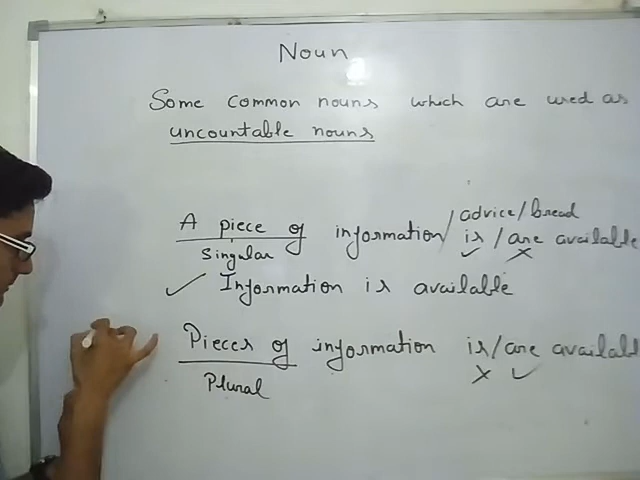 Noun
Some common nouns which are used as
uncountable nouns
/ advice/bread
A piece of information is / are available
Singular ✓ ✗
✓ Information is available
Pieces of information is/are availabl
Plural ✗ ✓